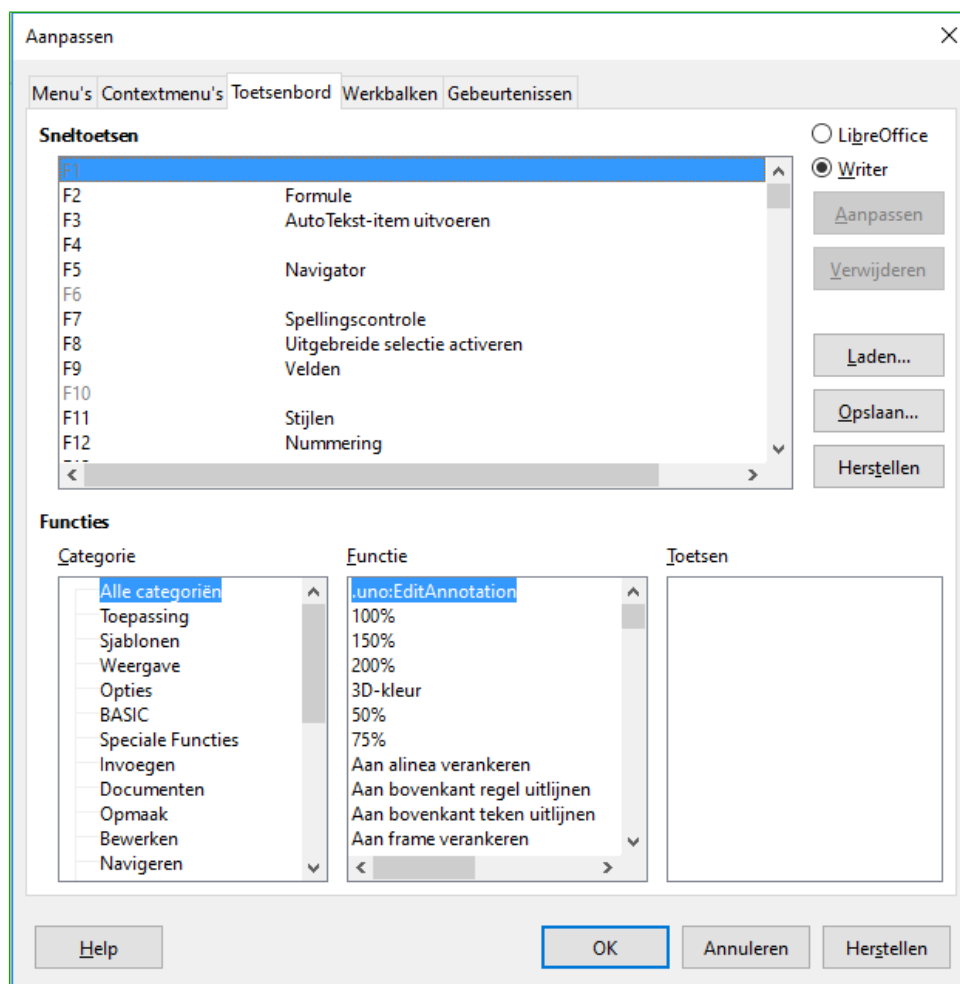 Aanpassen
Menu's Contextmenu's Toetsenbord Werkbalken Gebeurtenissen
Sneltoetsen
F1
F2 Formule
F3 AutoTekst-item uitvoeren
F4
F5 Navigator
F6
F7 Spellingscontrole
F8 Uitgebreide selectie activeren
F9 Velden
F10
F11 Stijlen
F12 Nummering
LibreOffice
Writer
Aanpassen
Verwijderen
Laden...
Opslaan...
Herstellen
Functies
Categorie
Alle categoriën
Toepassing
Sjablonen
Weergave
Opties
BASIC
Speciale Functies
Invoegen
Documenten
Opmaak
Bewerken
Navigeren
Functie
.uno:EditAnnotation
100%
150%
200%
3D-kleur
50%
75%
Aan alinea verankeren
Aan bovenkant regel uitlijnen
Aan bovenkant teken uitlijnen
Aan frame verankeren
Toetsen
Help
OK
Annuleren
Herstellen